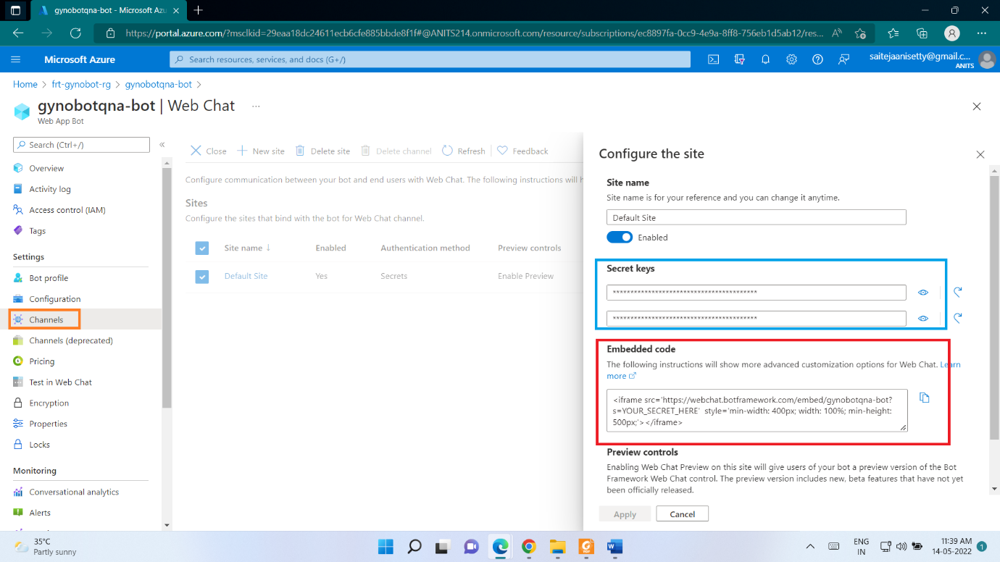 gynobotqna-bot - Microsoft Azu
https://portal.azure.com/?msclkid=29eaa18dc24611ecb6cfe885bbde8f1f#@ANITS214.onmicrosoft.com/resource/subscriptions/ec8897fa-0cc9-4e9a-8ff8-756eb1d5ab12/res...
Microsoft Azure
Search resources, services, and docs (G+/)
saitejaanisetty@gmail.c...
ANITS
Home > frt-gynobot-rg > gynobotqna-bot >
gynobotqna-bot | Web Chat ...
Web App Bot
Search (Ctrl+/)
Overview
Activity log
Access control (IAM)
Tags
Settings
Bot profile
Configuration
Channels
Channels (deprecated)
Pricing
Test in Web Chat
Encryption
Properties
Locks
Monitoring
Conversational analytics
Alerts
Close
New site
Delete site
Delete channel
Refresh
Feedback
Configure communication between your bot and end users with Web Chat. The following instructions will h
Sites
Configure the sites that bind with the bot for Web Chat channel.
Site name ↓ Enabled Authentication method Preview controls
Default Site Yes Secrets Enable Preview
Configure the site
Site name
Site name is for your reference and you can change it anytime.
Default Site
Enabled
Secret keys
*****************************************
*****************************************
Embedded code
The following instructions will show more advanced customization options for Web Chat. Learn
more
<iframe src='https://webchat.botframework.com/embed/gynobotqna-bot?
s=YOUR_SECRET_HERE' style='min-width: 400px; width: 100%; min-height:
500px;'></iframe>
Preview controls
Enabling Web Chat Preview on this site will give users of your bot a preview version of the Bot
Framework Web Chat control. The preview version includes new, beta features that have not yet
been officially released.
Apply
Cancel
35°C
Partly sunny
ENG
IN
11:39 AM
14-05-2022
1